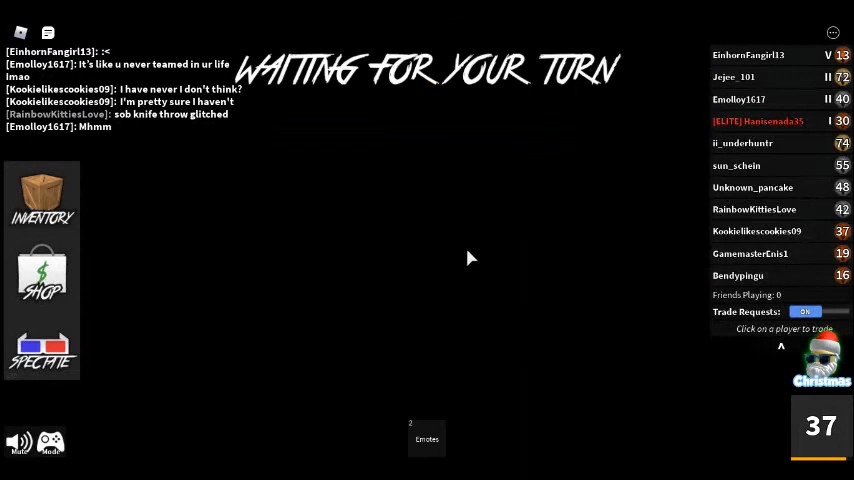 [EinhornFangirl13]: :<
[Emolloy1617]: It's like u never teamed in ur life
lmao
[Kookielikescookies09]: I have never I don't think?
[Kookielikescookies09]: I'm pretty sure I haven't
[RainbowKittiesLove]: sob knife throw glitched
[Emolloy1617]: Mhmm
WAITING FOR YOUR TURN
INVENTORY
SHOP
SPECTATE
Mute
Mode
2
Emotes
EinhornFangirl13 V 13
Jejee_101 II 72
Emolloy1617 II 40
[ELITE] Hanisenada35 I 30
ii_underhuntr 74
sun_schein 55
Unknown_pancake 48
RainbowKittiesLove 42
Kookielikescookies09 37
GamemasterEnis1 19
Bendypingu 16
Friends Playing: 0
Trade Requests: ON
Click on a player to trade
^
Christmas
37